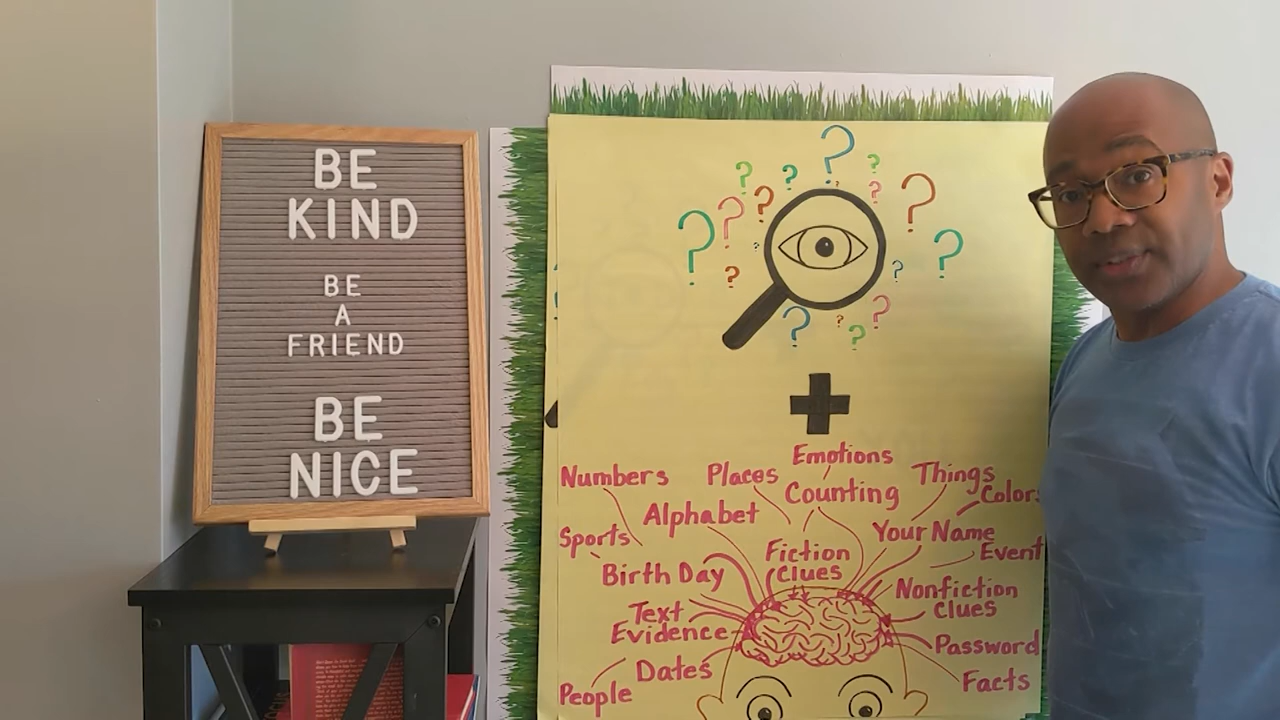 BE
KIND
BE
A
FRIEND
BE
NICE
? ? ? ? ? ? ? ? ? ? ? ? ? ? ? ? ?
+
Emotions
Numbers
Places
Things
Counting
Colors
Alphabet
Sports
Your Name
Fiction
Clues
Event
Birth Day
Nonfiction
Clues
Text
Evidence
Password
Dates
Facts
People